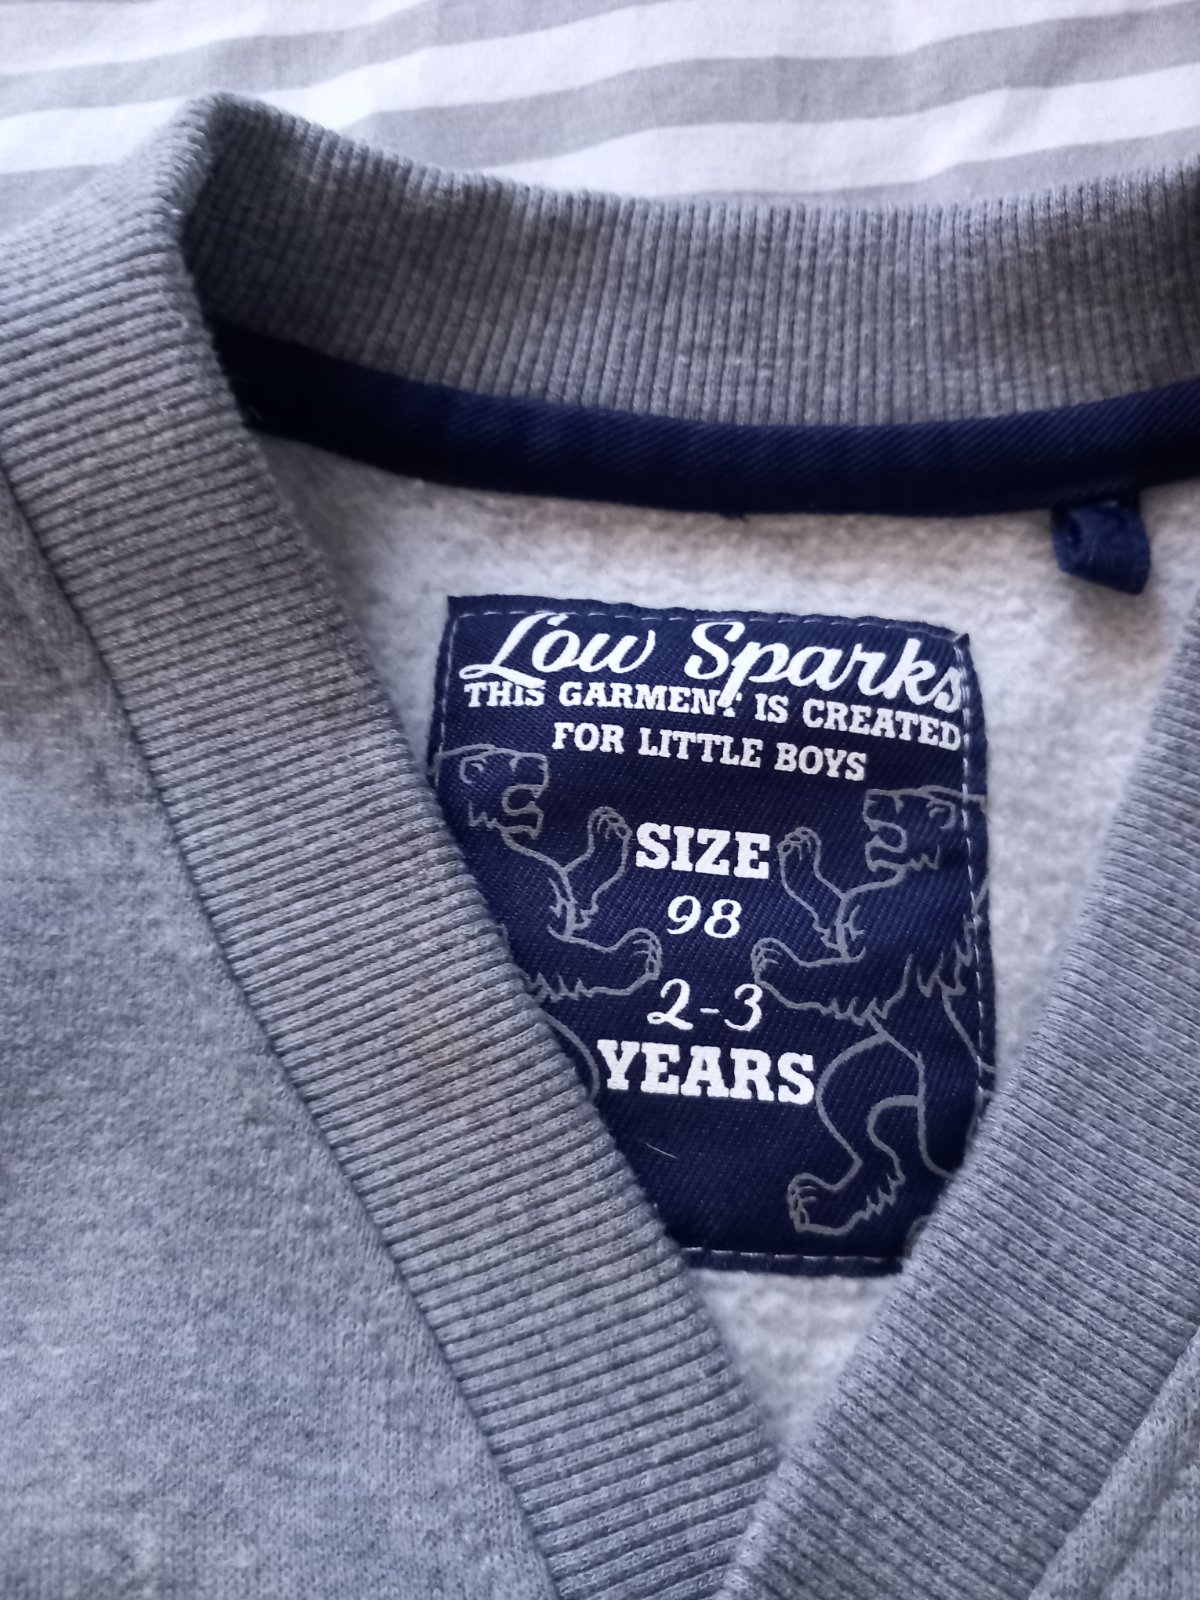 Low Sparks
THIS GARMENT IS CREATED
FOR LITTLE BOYS
SIZE
98
2-3
YEARS